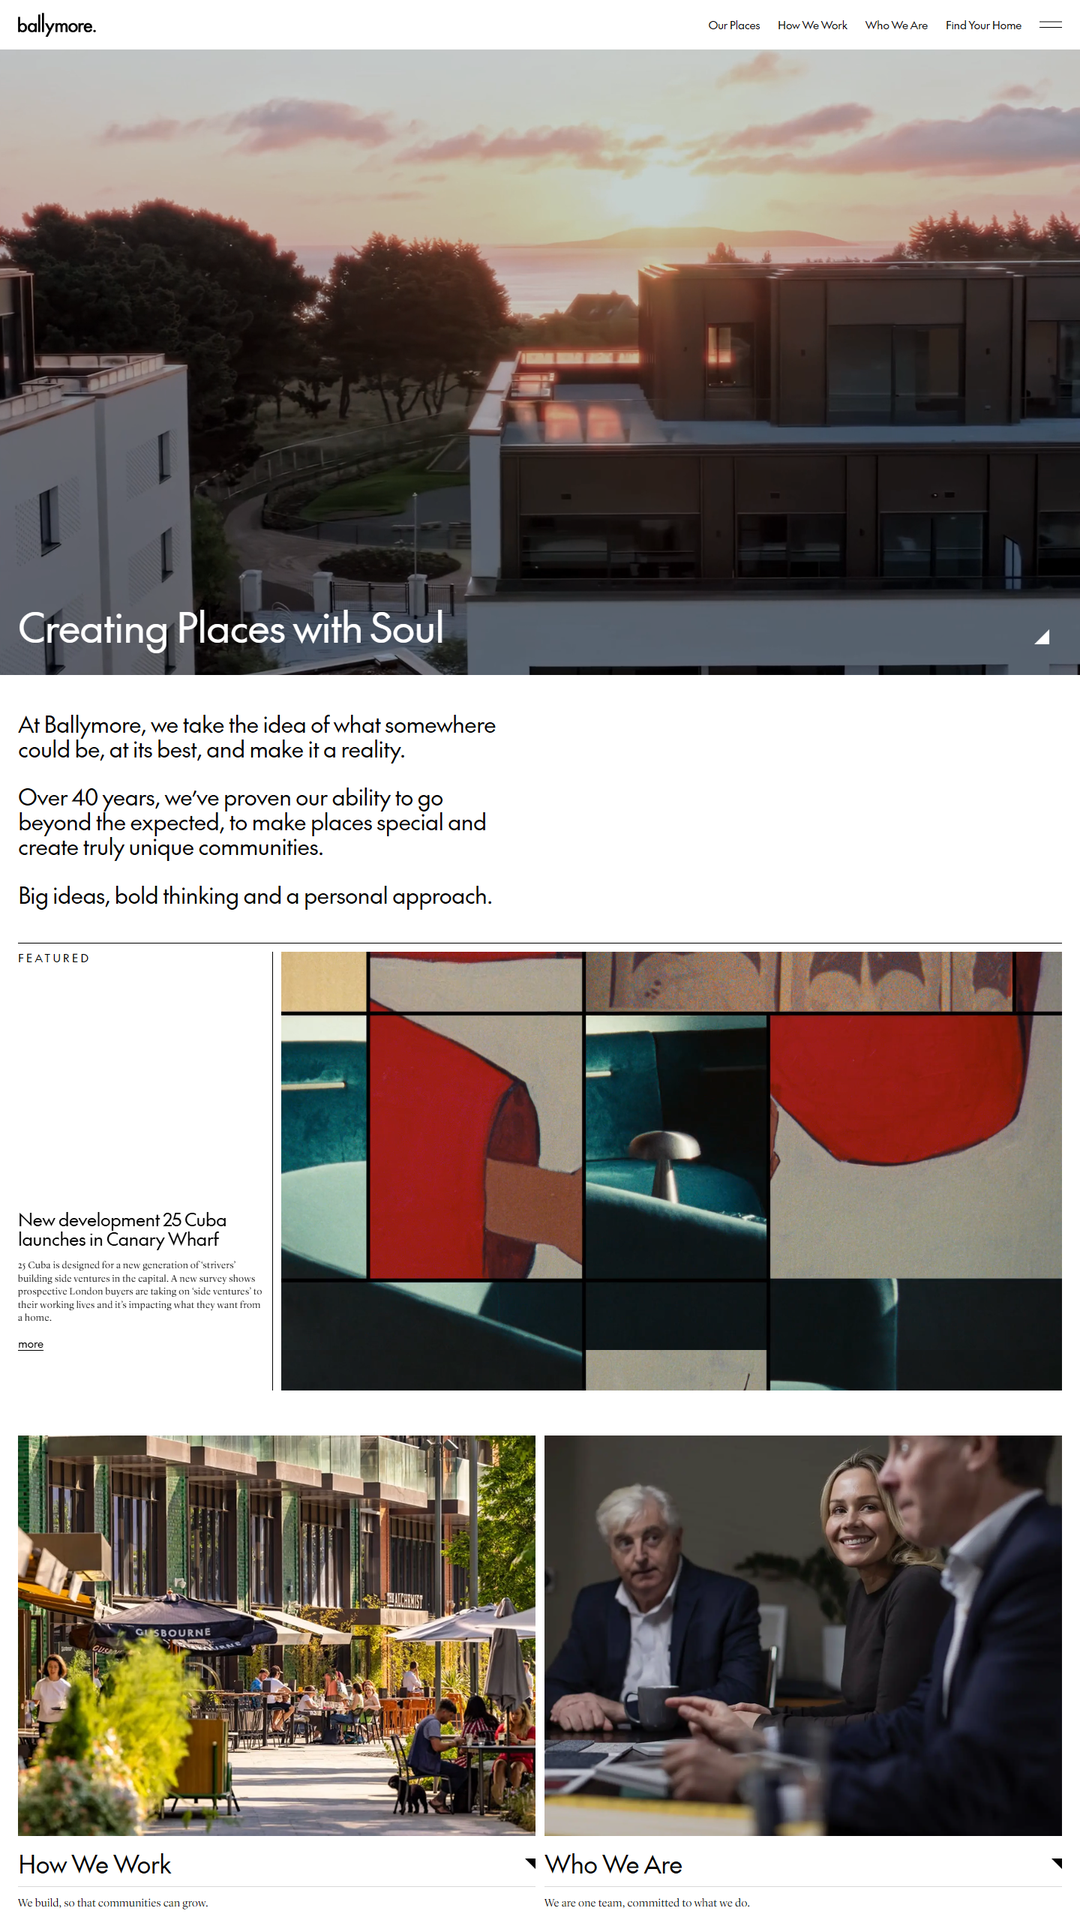 ballymore.
Our Places
How We Work
Who We Are
Find Your Home
Creating Places with Soul
At Ballymore, we take the idea of what somewhere
could be, at its best, and make it a reality.
Over 40 years, we’ve proven our ability to go
beyond the expected, to make places special and
create truly unique communities.
Big ideas, bold thinking and a personal approach.
FEATURED
New development 25 Cuba
launches in Canary Wharf
25 Cuba is designed for a new generation of ‘strivers’
building side ventures in the capital. A new survey shows
prospective London buyers are taking on ‘side ventures’ to
their working lives and it’s impacting what they want from
a home.
more
THE ALCHEMIST
OUSBOURNE
How We Work
We build, so that communities can grow.
Who We Are
We are one team, committed to what we do.